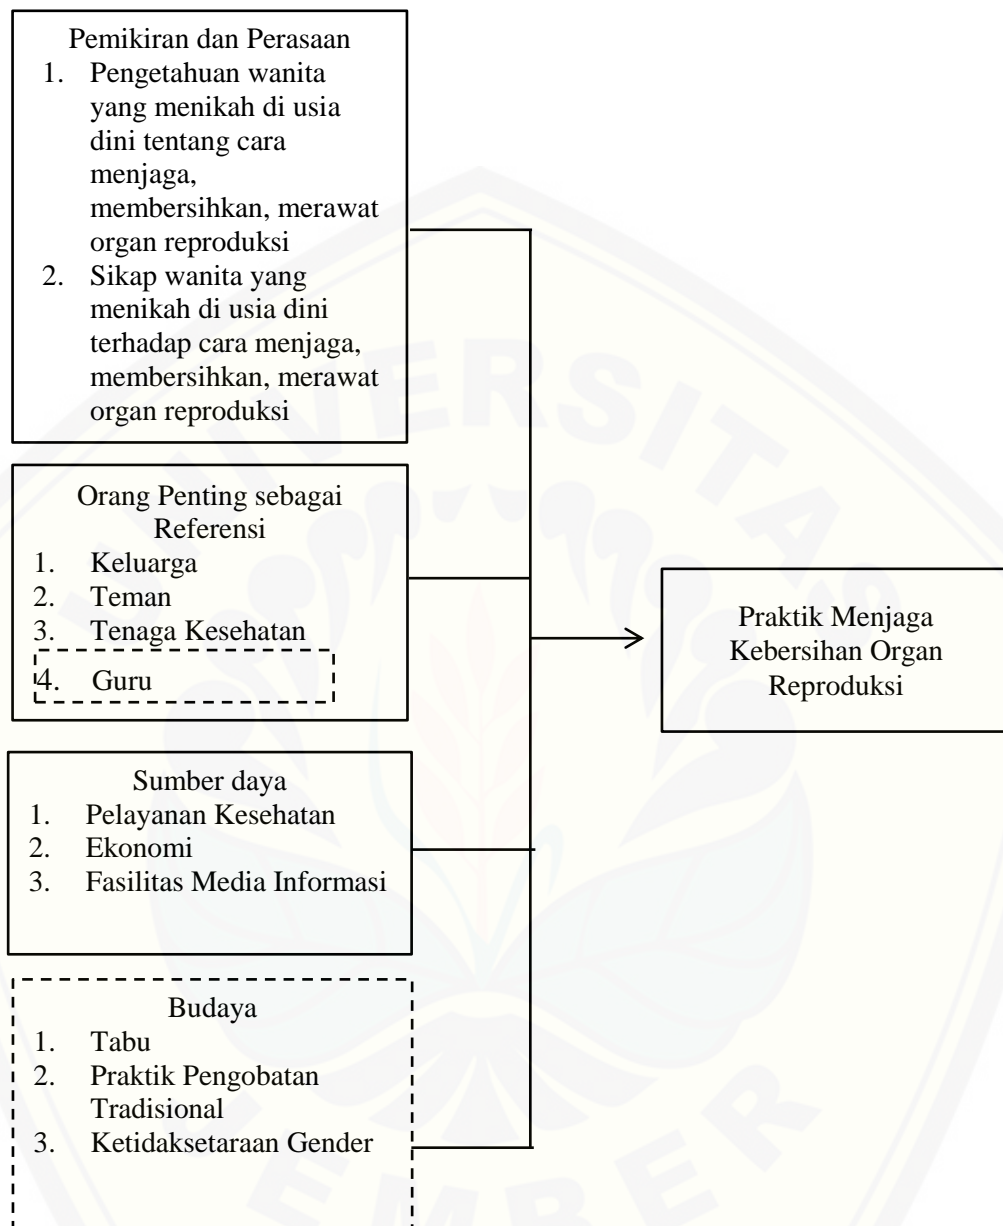 Pemikiran dan Perasaan
1. Pengetahuan wanita
yang menikah di usia
dini tentang cara
menjaga,
membersihkan, merawat
organ reproduksi
2. Sikap wanita yang
menikah di usia dini
terhadap cara menjaga,
membersihkan, merawat
organ reproduksi
Orang Penting sebagai
Referensi
1. Keluarga
2. Teman
3. Tenaga Kesehatan
4. Guru
Sumber daya
1. Pelayanan Kesehatan
2. Ekonomi
3. Fasilitas Media Informasi
Budaya
1. Tabu
2. Praktik Pengobatan
Tradisional
3. Ketidaksetaraan Gender
Praktik Menjaga
Kebersihan Organ
Reproduksi
UNIVERSITAS
JEMBER